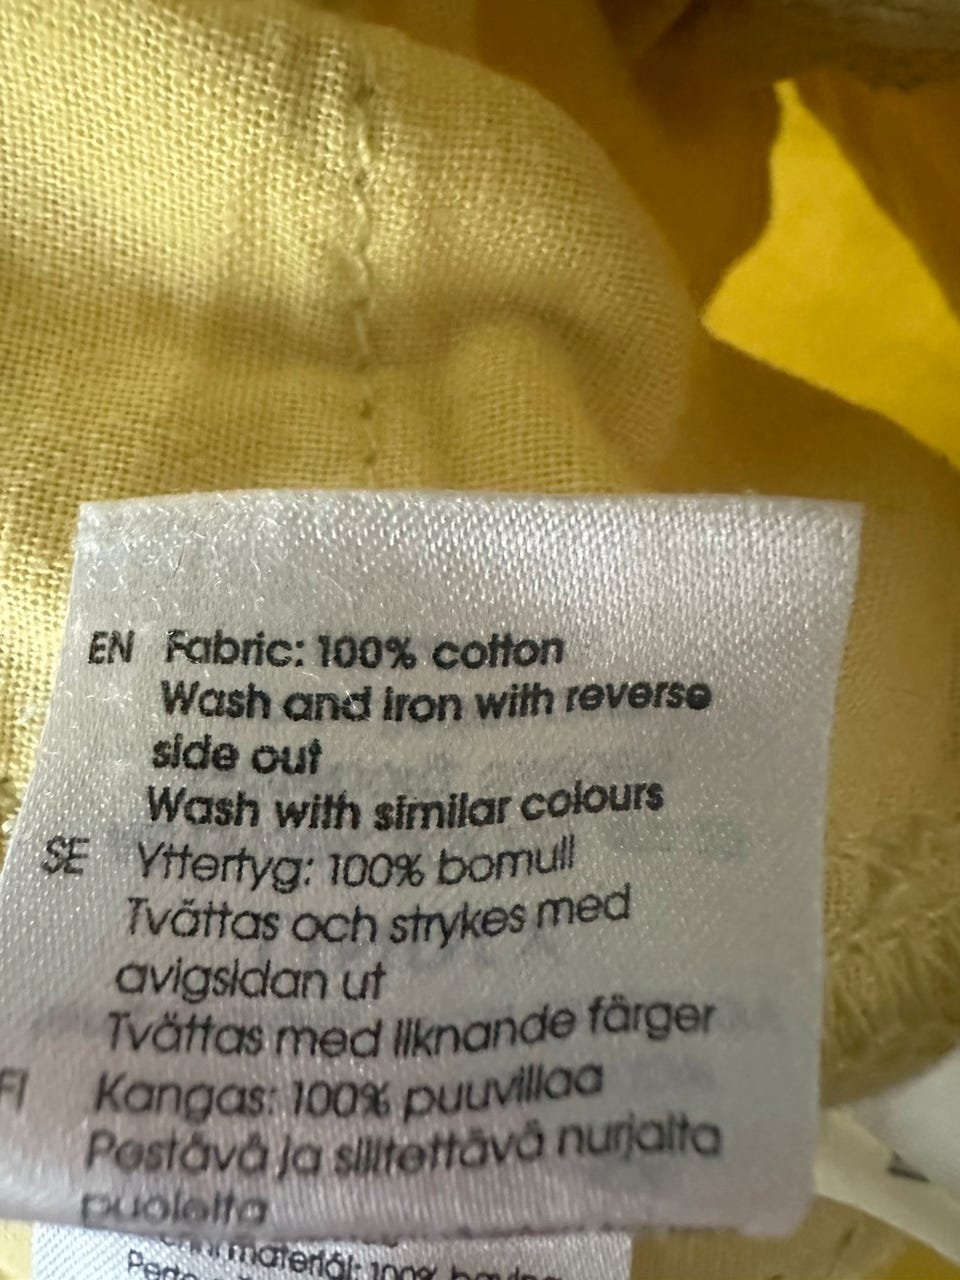 EN Fabric: 100% cotton
Wash and iron with reverse
side out
Wash with similar colours
SE Yttertyg: 100% bomull
Tvättas och strykes med
avigsidan ut
Tvättas med liknande färger
FI Kangas: 100% puuvillaa
Pestävä ja silitettävä nurjalta
puolelta
materiál: 100%